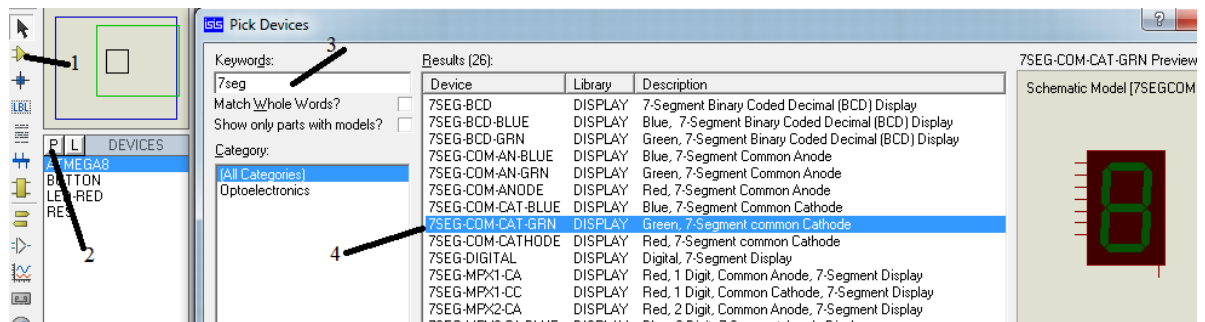 ISIS Pick Devices
?
1
3
Keywords:
Results (26):
7SEG-COM-CAT-GRN Preview
7seg
Device Library Description
Schematic Model [7SEGCOM
LBL
Match Whole Words?
7SEG-BCD DISPLAY 7-Segment Binary Coded Decimal (BCD) Display
Show only parts with models?
7SEG-BCD-BLUE DISPLAY Blue, 7-Segment Binary Coded Decimal (BCD) Display
P L DEVICES
7SEG-BCD-GRN DISPLAY Green, 7-Segment Binary Coded Decimal (BCD) Display
Category:
7SEG-COM-AN-BLUE DISPLAY Blue, 7-Segment Common Anode
ATMEGA8
(All Categories)
7SEG-COM-AN-GRN DISPLAY Green, 7-Segment Common Anode
BUTTON
Optoelectronics
7SEG-COM-ANODE DISPLAY Red, 7-Segment Common Anode
LED-RED
7SEG-COM-CAT-BLUE DISPLAY Blue, 7-Segment Common Cathode
RES
7SEG-COM-CAT-GRN DISPLAY Green, 7-Segment common Cathode
7SEG-COM-CATHODE DISPLAY Red, 7-Segment common Cathode
2
4
7SEG-DIGITAL DISPLAY Digital, 7-Segment Display
7SEG-MPX1-CA DISPLAY Red, 1 Digit, Common Anode, 7-Segment Display
7SEG-MPX1-CC DISPLAY Red, 1 Digit, Common Cathode, 7-Segment Display
7SEG-MPX2-CA DISPLAY Red, 2 Digit, Common Anode, 7-Segment Display